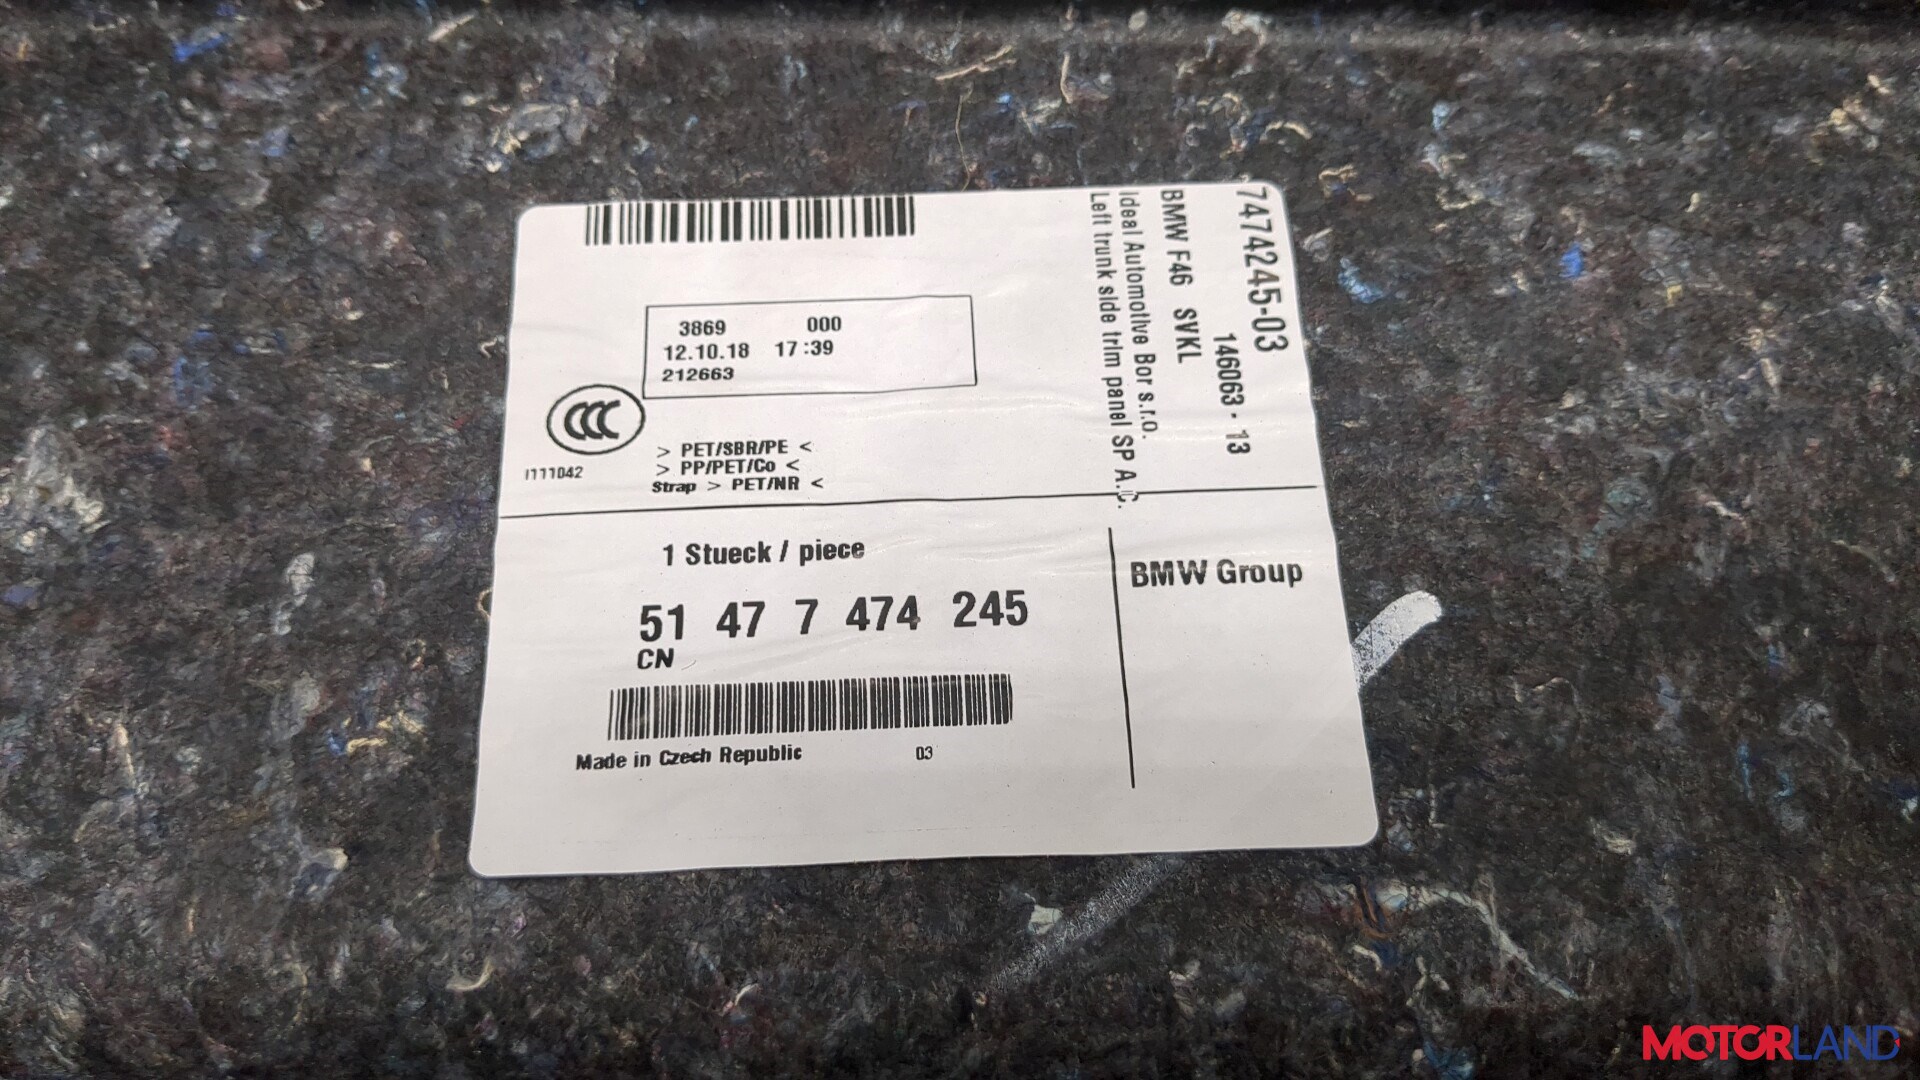 3869 000
12.10.18 17:39
212663
CCC
I111042
> PET/SBR/PE <
> PP/PET/Co <
Strap > PET/NR <
7474245-03
146063 - 13
BMW F46 SVKL
Ideal Automotive Bor s.r.o.
Left trunk side trim panel SP A.C.
1 Stueck / piece
51 47 7 474 245
CN
Made in Czech Republic 03
BMW Group
MOTORLAND